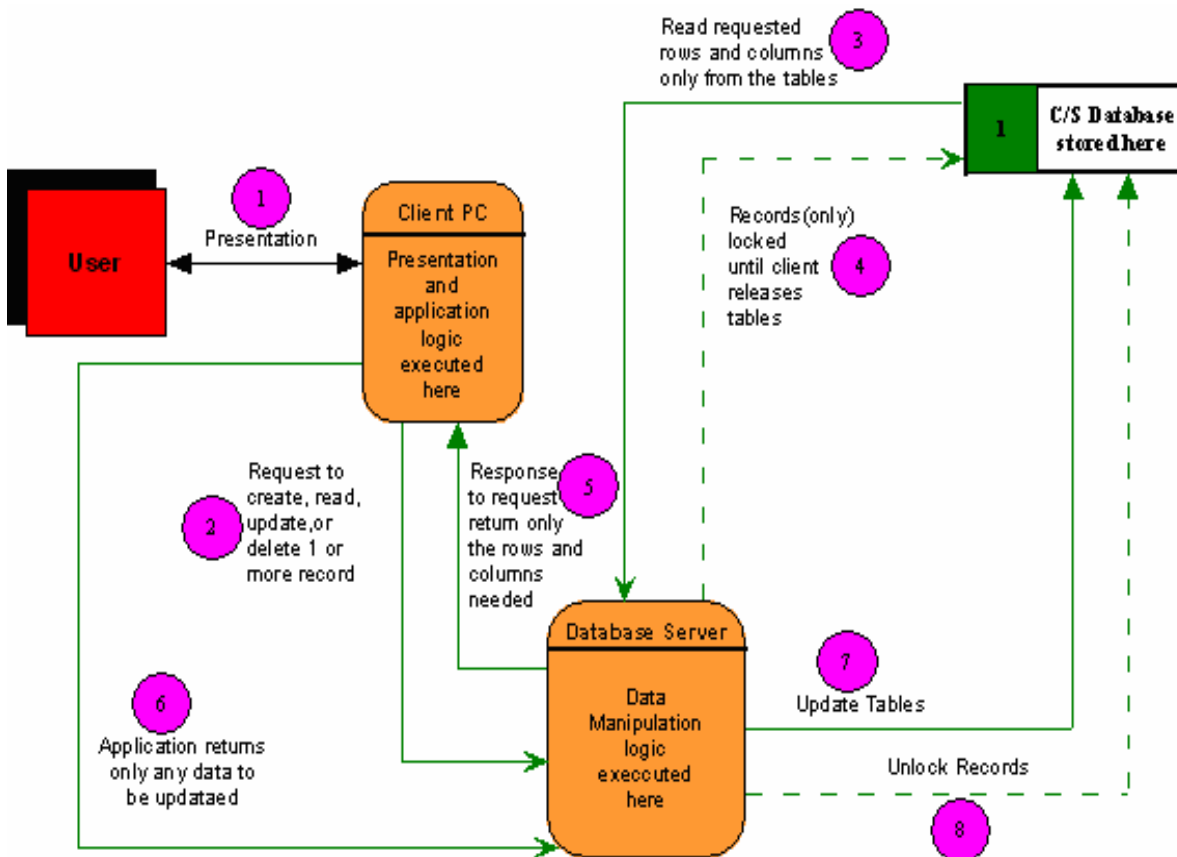 Read requested
rows and columns
only from the tables
3
1
C/S Database
stored here
1
Presentation
User
Client PC
Presentation
and
application
logic
executed
here
Records(only)
locked
until client
releases
tables
4
2
Request to
create, read,
update,or
delete 1 or
more record
Response
to request
return only
the rows and
columns
needed
5
Database Server
Data
Manipulation
logic
execcuted
here
7
Update Tables
6
Application returns
only any data to
be updataed
Unlock Records
8